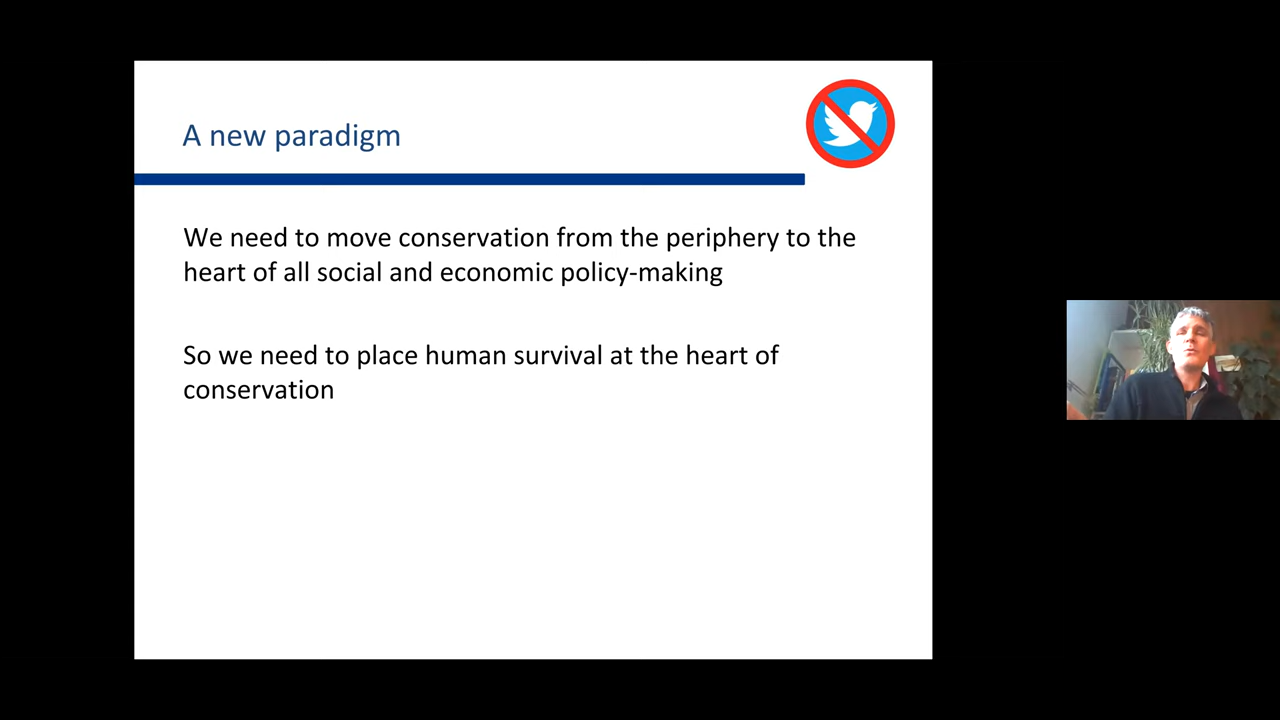 A new paradigm
We need to move conservation from the periphery to the
heart of all social and economic policy-making
So we need to place human survival at the heart of
conservation